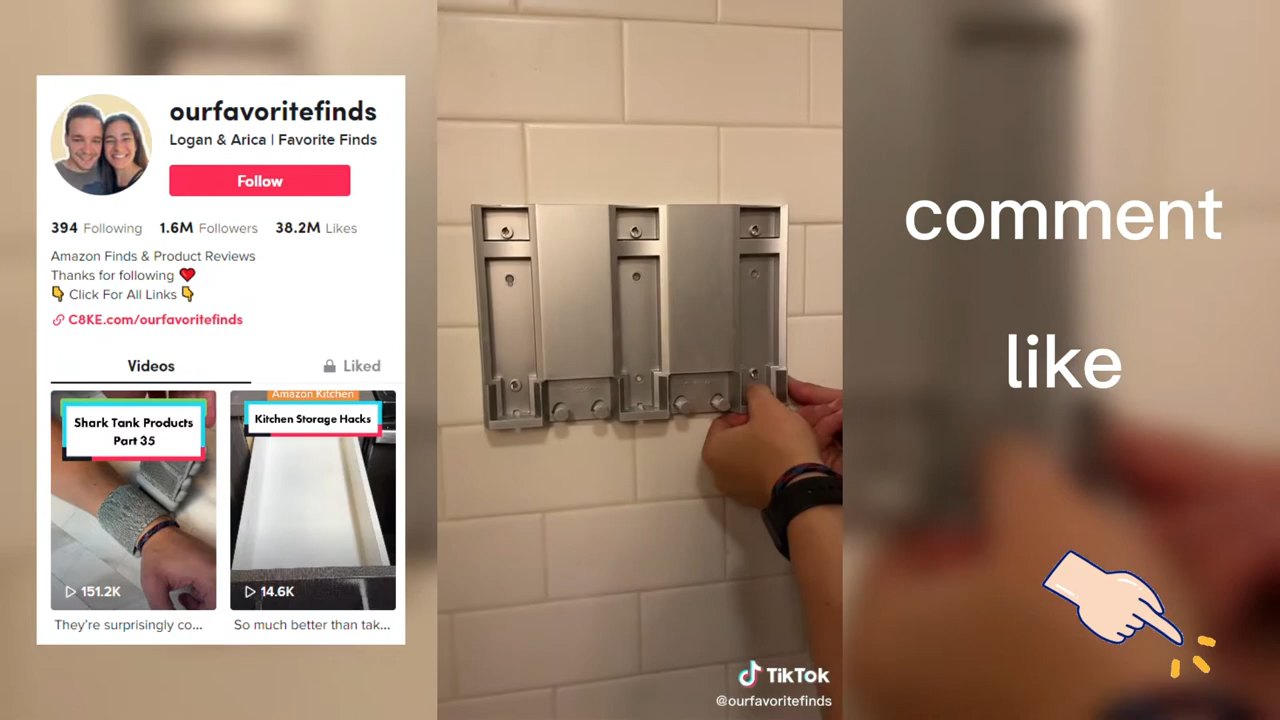 ourfavoritefinds
Logan & Arica | Favorite Finds
Follow
394 Following 1.6M Followers 38.2M Likes
Amazon Finds & Product Reviews
Thanks for following ❤️
👇 Click For All Links 👇
C8KE.com/ourfavoritefinds
Videos
Liked
Shark Tank Products
Part 35
151.2K
They're surprisingly co...
Amazon Kitchen
Kitchen Storage Hacks
14.6K
So much better than tak...
TikTok
@ourfavoritefinds
comment
like